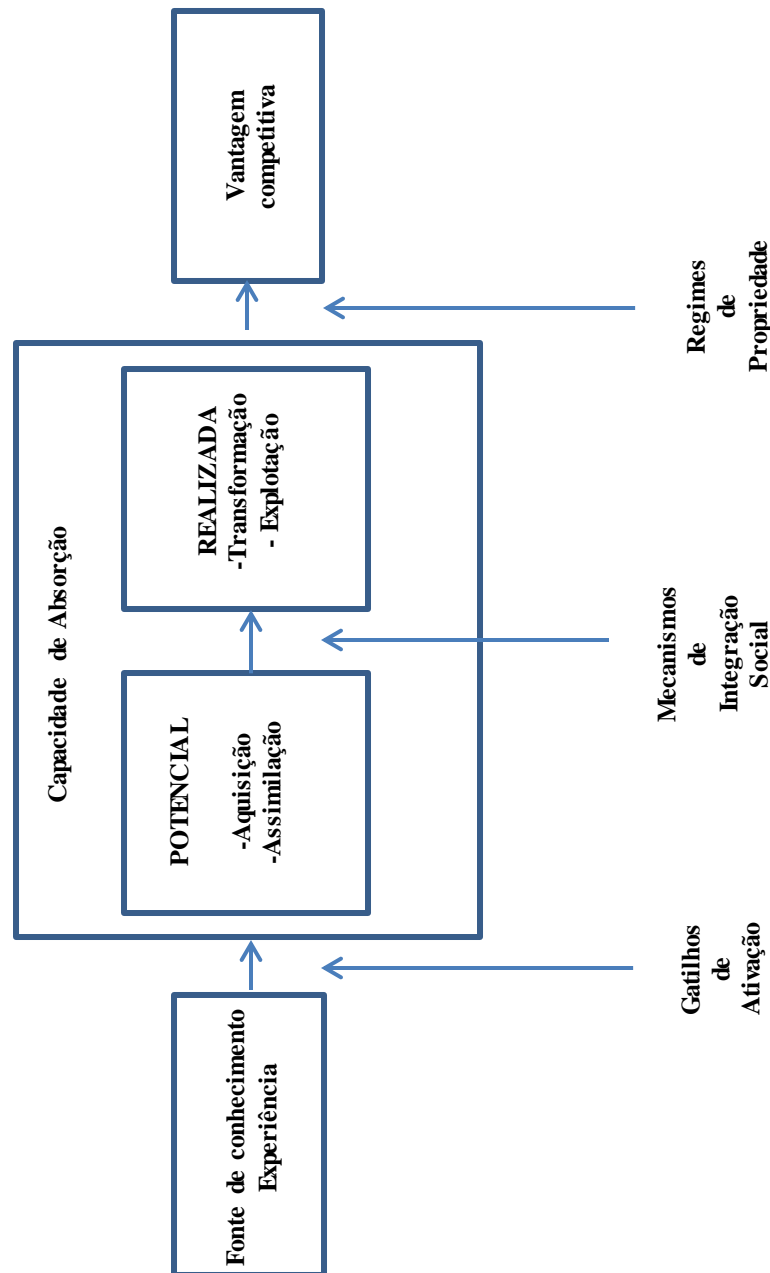 Fonte de conhecimento
Experiência
Capacidade de Absorção
POTENCIAL
-Aquisição
-Assimilação
REALIZADA
-Transformação
- Explotação
Vantagem
competitiva
Gatilhos
de
Ativação
Mecanismos
de
Integração
Social
Regimes
de
Propriedade